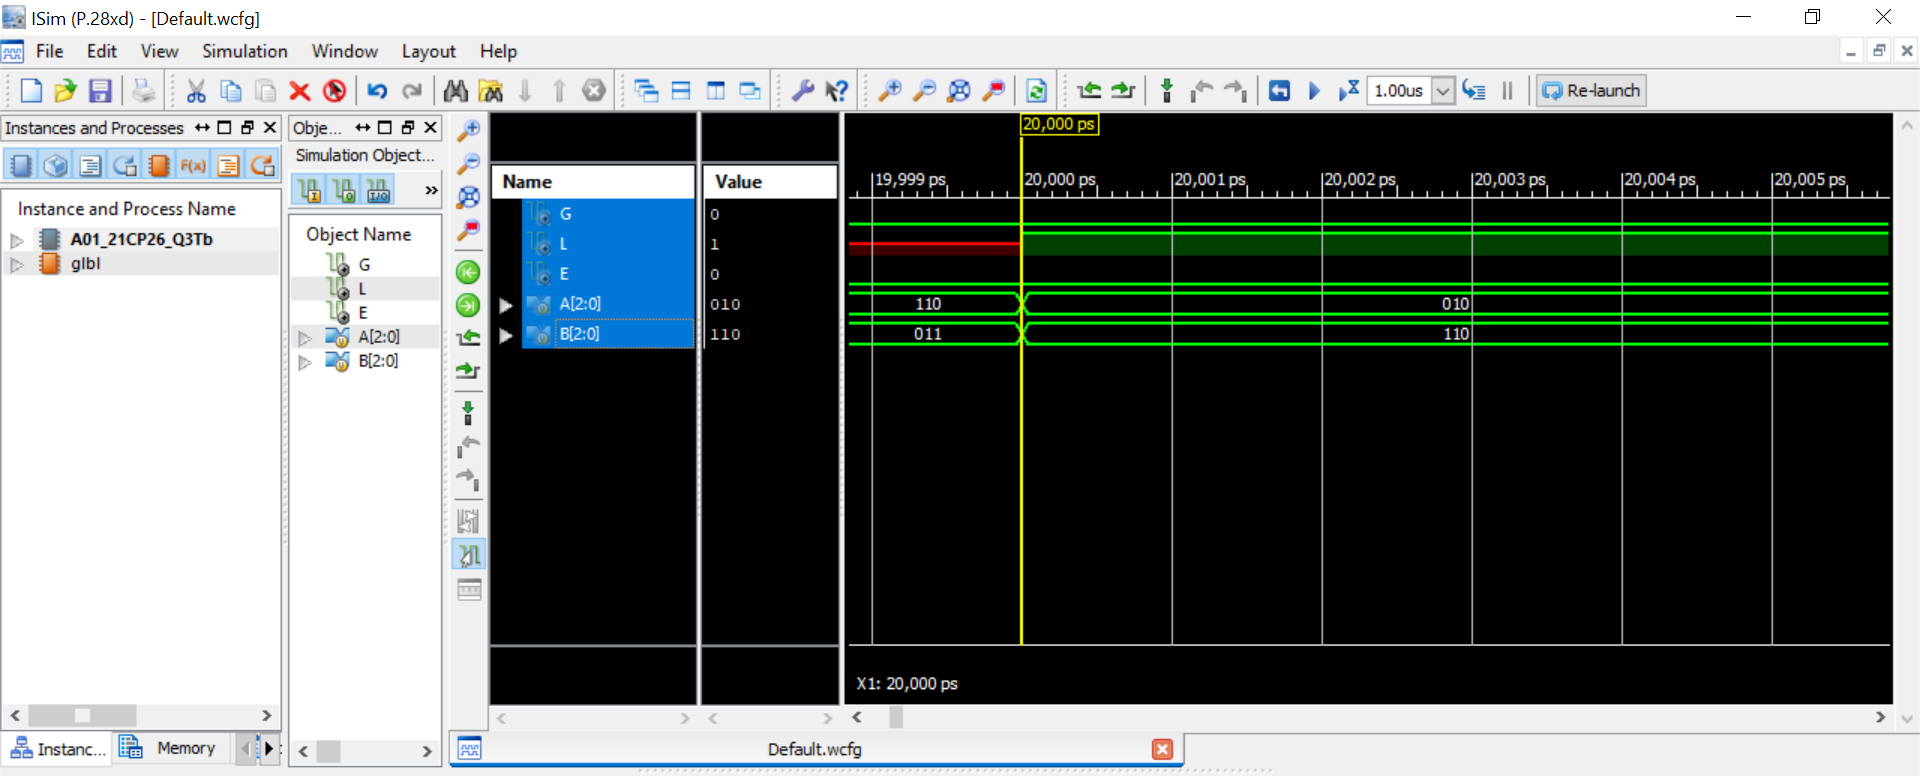 ISim (P.28xd) - [Default.wcfg]
File Edit View Simulation Window Layout Help
1.00us Re-launch
Instances and Processes
F(x)
Instance and Process Name
A01_21CP26_Q3Tb
glbl
Instanc... Memory
Obje...
Simulation Object...
I O I/O »
Object Name
G
L
E
A[2:0]
B[2:0]
Name Value
G 0
L 1
E 0
A[2:0] 010
B[2:0] 110
20,000 ps
19,999 ps 20,000 ps 20,001 ps 20,002 ps 20,003 ps 20,004 ps 20,005 ps
110 010
011 110
X1: 20,000 ps
Default.wcfg